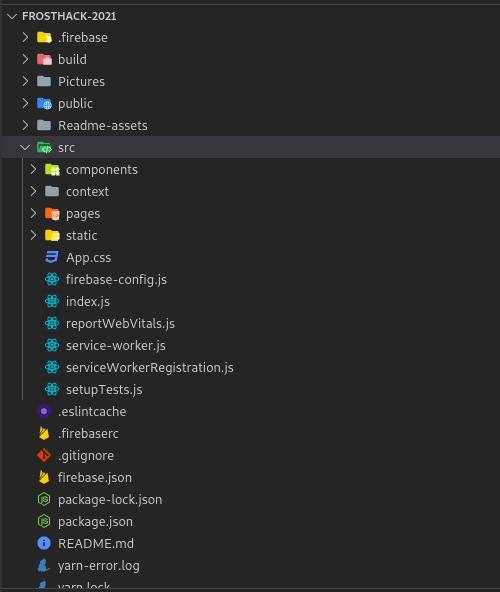 FROSTHACK-2021
.firebase
build
Pictures
public
Readme-assets
src
components
context
pages
static
App.css
firebase-config.js
index.js
reportWebVitals.js
service-worker.js
serviceWorkerRegistration.js
setupTests.js
.eslintcache
.firebaserc
.gitignore
firebase.json
package-lock.json
package.json
README.md
yarn-error.log
yarn.lock